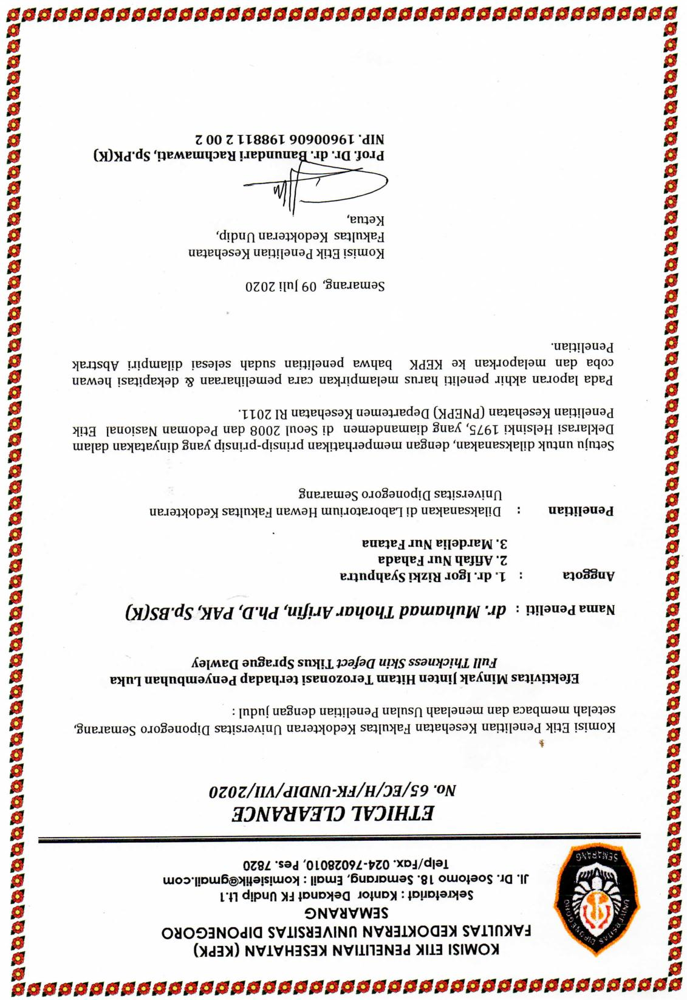 KOMISI ETIK PENELITIAN KESEHATAN (KEPK)
FAKULTAS KEDOKTERAN UNIVERSITAS DIPONEGORO
SEMARANG
Sekretariat : Kantor Dekanat FK Undip Lt.1
Jl. Dr. Soetomo 18. Semarang, Email : komisietik@gmail.com
Telp/Fax. 024-76028010, Pes. 7820
UNIVERSITAS DIPONEGORO
SEMARANG
ETHICAL CLEARANCE
No. 65/EC/H/FK-UNDIP/VII/2020
Komisi Etik Penelitian Kesehatan Fakultas Kedokteran Universitas Diponegoro Semarang,
setelah membaca dan menelaah Usulan Penelitian dengan judul :
Efektivitas Minyak Jinten Hitam Terozonasi terhadap Penyembuhan Luka
Full Thickness Skin Defect Tikus Sprague Dawley
Nama Peneliti : dr. Muhamad Thohar Arifin, Ph.D, PAK, Sp.BS(K)
Anggota : 1. dr. Igor Rizki Syahputra
2. Afifah Nur Fahada
3. Mardelia Nur Fatana
Penelitian : Dilaksanakan di Laboratorium Hewan Fakultas Kedokteran
Universitas Diponegoro Semarang
Setuju untuk dilaksanakan, dengan memperhatikan prinsip-prinsip yang dinyatakan dalam
Deklarasi Helsinki 1975, yang diamandemen di Seoul 2008 dan Pedoman Nasional Etik
Penelitian Kesehatan (PNEPK) Departemen Kesehatan RI 2011.
Pada laporan akhir peneliti harus melampirkan cara pemeliharaan & dekapitasi hewan
coba dan melaporkan ke KEPK bahwa penelitian sudah selesai dilampiri Abstrak
Penelitian.
Semarang, 09 Juli 2020
Komisi Etik Penelitian Kesehatan
Fakultas Kedokteran Undip,
Ketua,
Prof. Dr. dr. Banundari Rachmawati, Sp.PK(K)
NIP. 19600606 198811 2 00 2